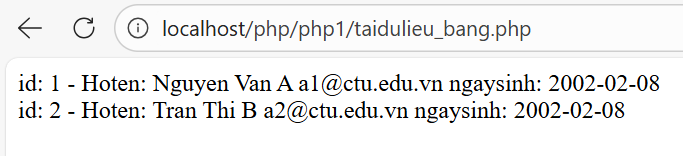 localhost/php/php1/taidulieu_bang.php
id: 1 - Hoten: Nguyen Van A a1@ctu.edu.vn ngaysinh: 2002-02-08
id: 2 - Hoten: Tran Thi B a2@ctu.edu.vn ngaysinh: 2002-02-08